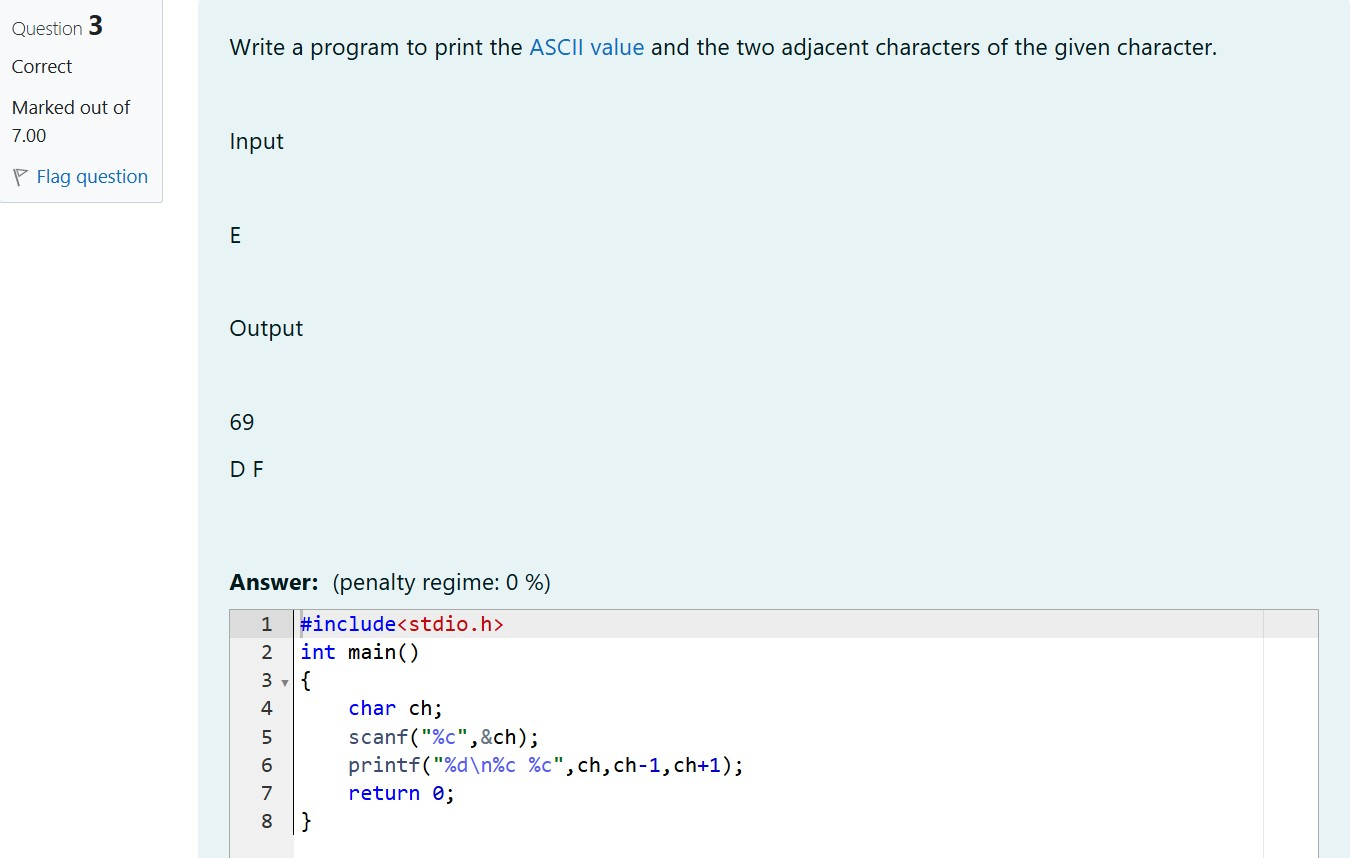 Question 3
Correct
Marked out of
7.00
Flag question
Write a program to print the ASCII value and the two adjacent characters of the given character.
Input
E
Output
69
D F
Answer: (penalty regime: 0 %)
1 #include<stdio.h>
2 int main()
3 {
4     char ch;
5     scanf("%c",&ch);
6     printf("%d\n%c %c",ch,ch-1,ch+1);
7     return 0;
8 }